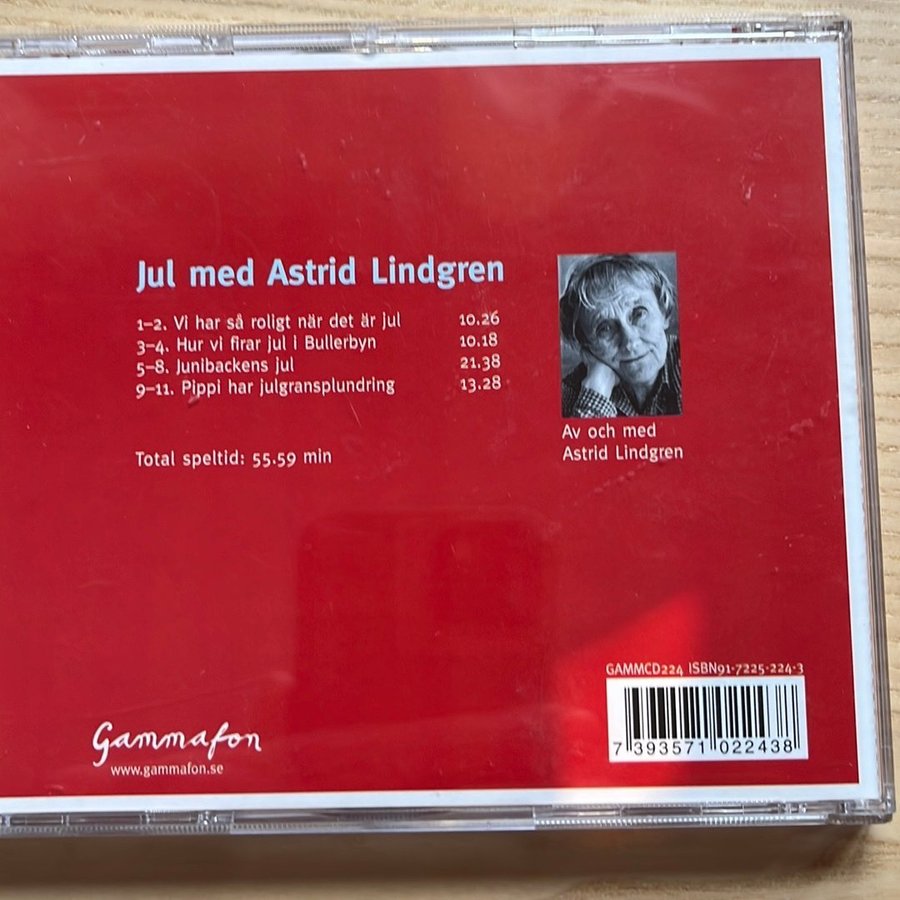 Jul med Astrid Lindgren
1–2. Vi har så roligt när det är jul 10.26
3–4. Hur vi firar jul i Bullerbyn 10.18
5–8. Junibackens jul 21.38
9–11. Pippi har julgransplundring 13.28
Total speltid: 55.59 min
Av och med
Astrid Lindgren
GAMMCD224 ISBN91-7225-224-3
7 393571 022438
Gammafon
www.gammafon.se